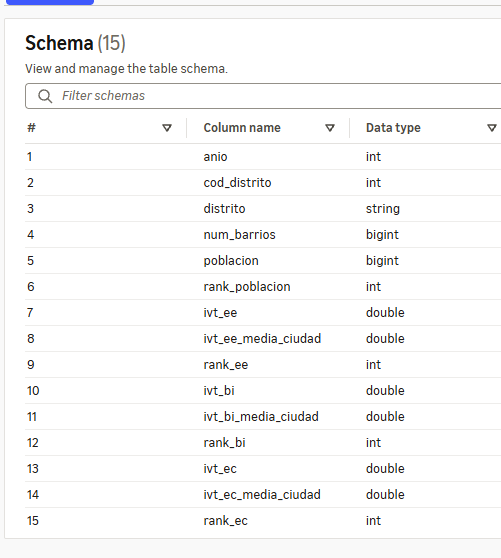 Schema (15)
View and manage the table schema.
Filter schemas
# Column name Data type
1 anio int
2 cod_distrito int
3 distrito string
4 num_barrios bigint
5 poblacion bigint
6 rank_poblacion int
7 ivt_ee double
8 ivt_ee_media_ciudad double
9 rank_ee int
10 ivt_bi double
11 ivt_bi_media_ciudad double
12 rank_bi int
13 ivt_ec double
14 ivt_ec_media_ciudad double
15 rank_ec int